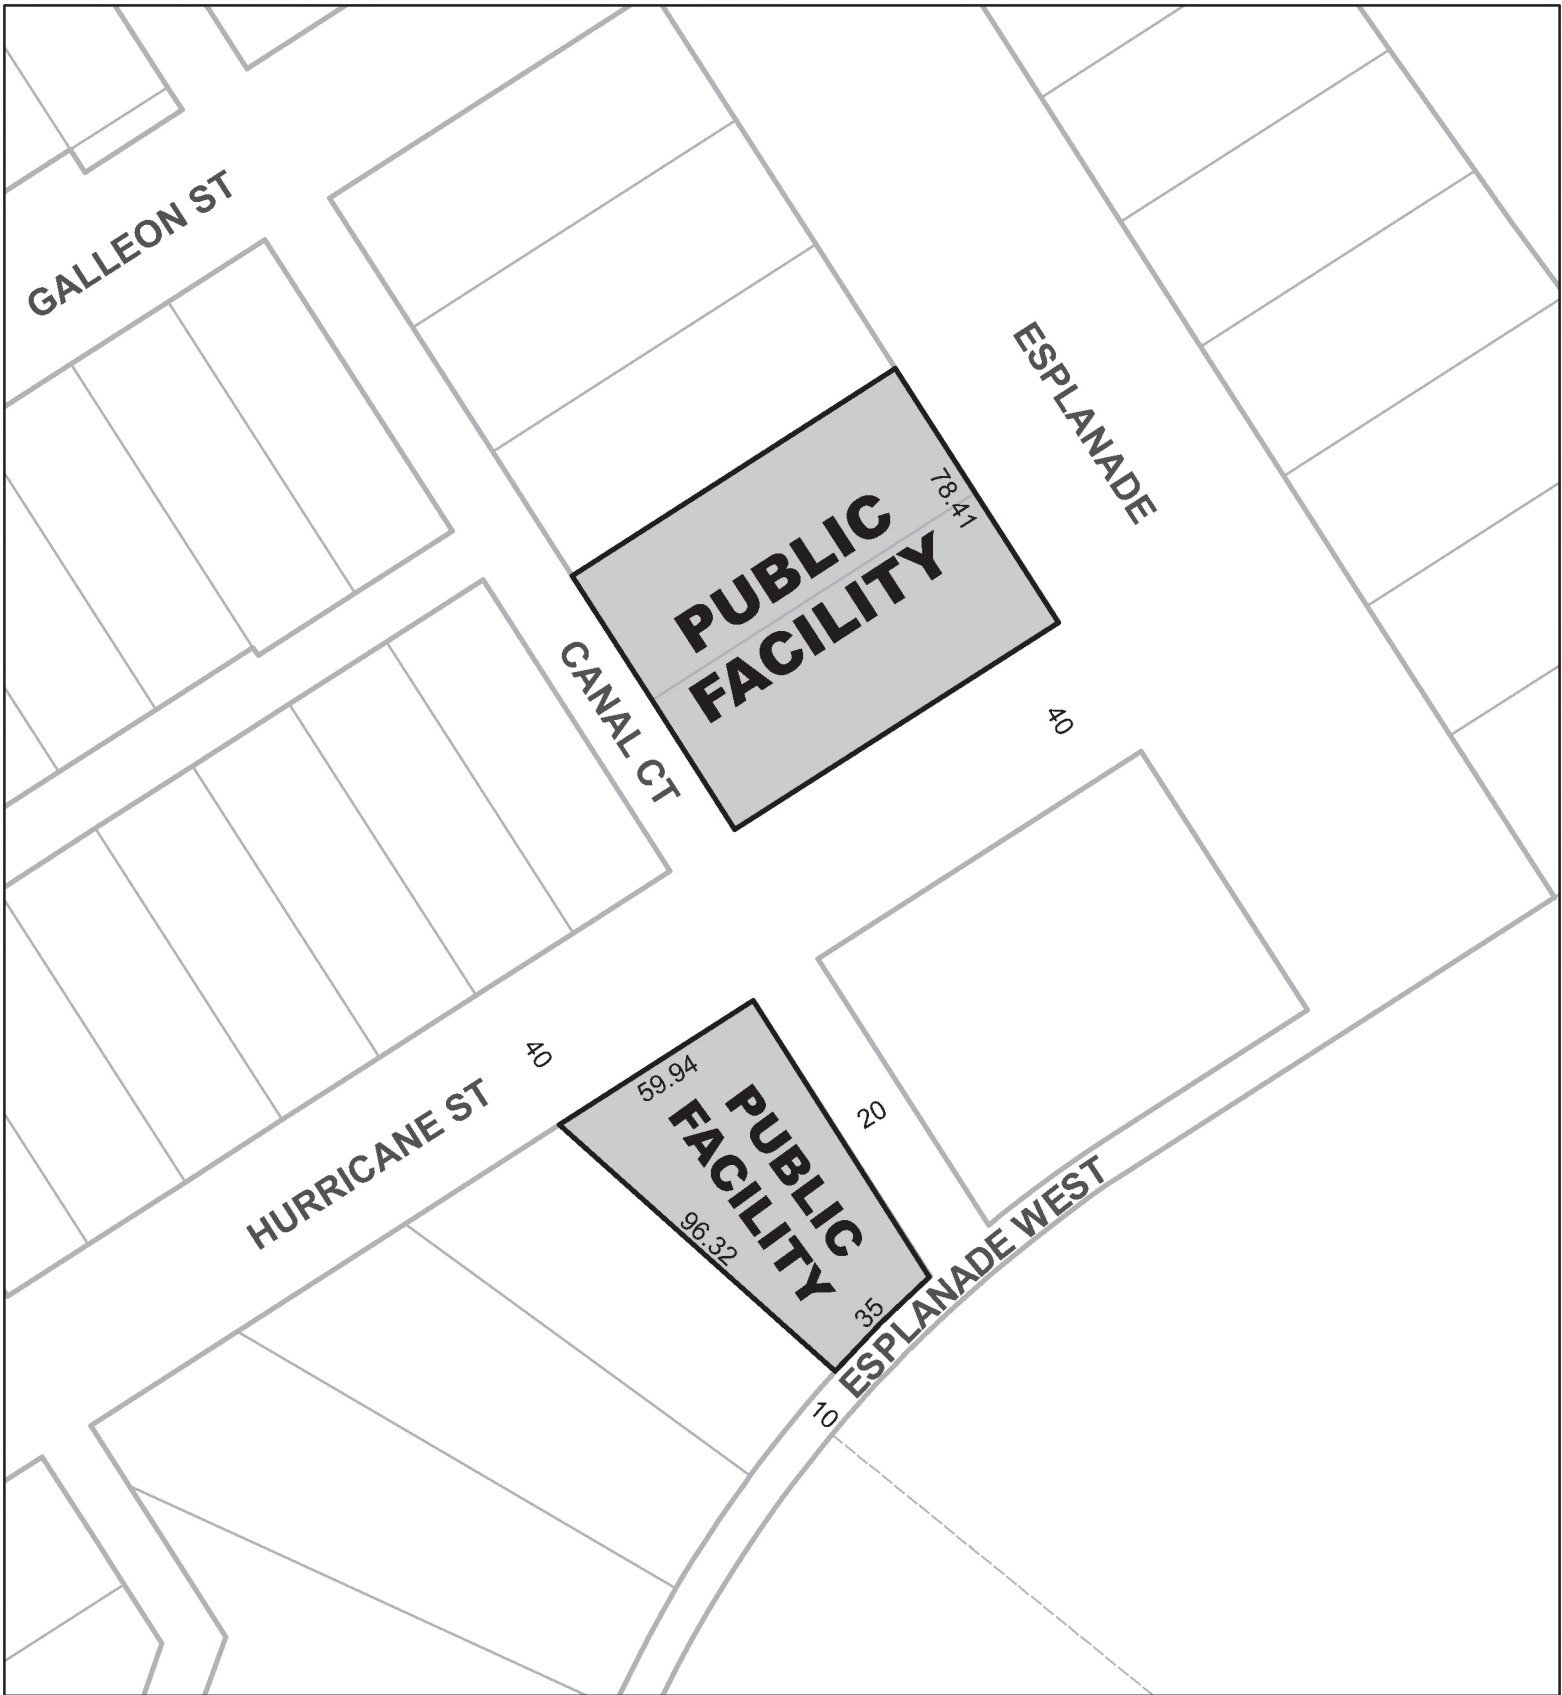 GALLEON ST
ESPLANADE
78.41
PUBLIC
FACILITY
CANAL CT
40
40
59.94
HURRICANE ST
20
PUBLIC
FACILITY
96.32
35
ESPLANADE WEST
10